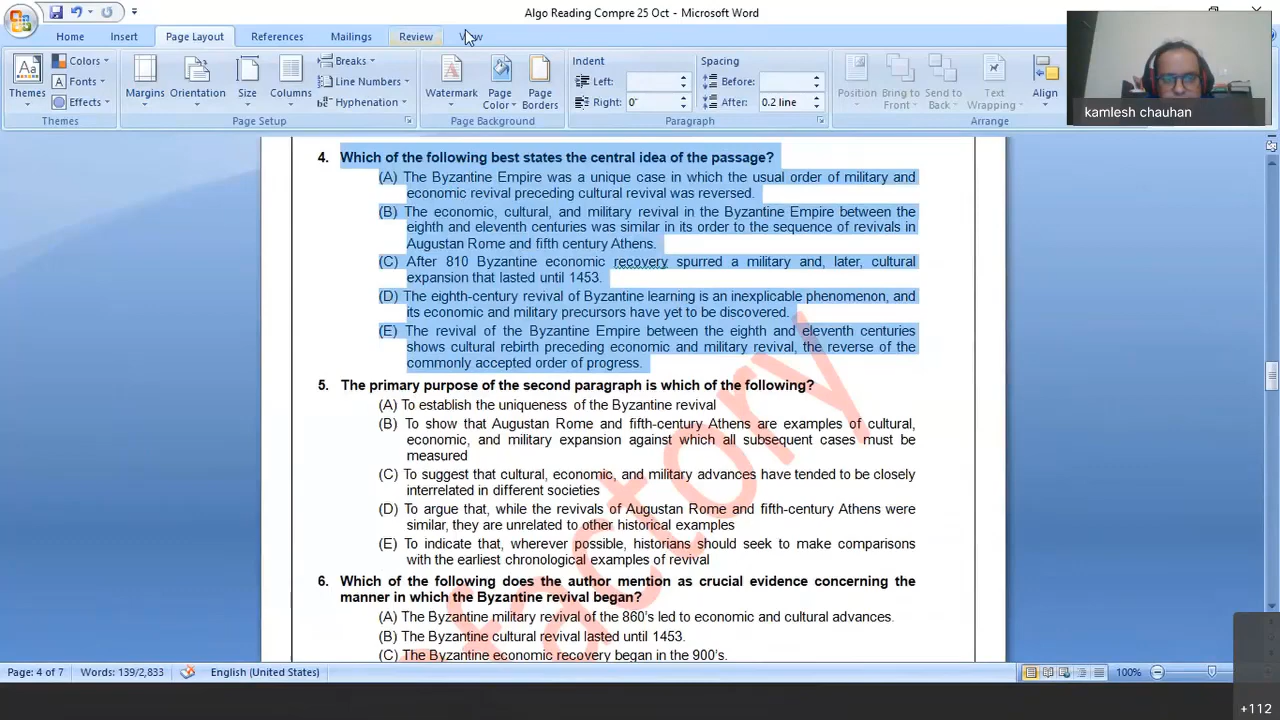 Algo Reading Compre 25 Oct - Microsoft Word
Home Insert Page Layout References Mailings Review View
Colors Fonts Effects Themes Themes
Margins Orientation Size Columns Breaks Line Numbers Hyphenation Page Setup
Watermark Page Color Page Borders Page Background
Indent Left: Right: 0" Spacing Before: After: 0.2 line Paragraph
Position Bring to Front Send to Back Text Wrapping Align Arrange
kamlesh chauhan
4. Which of the following best states the central idea of the passage?
(A) The Byzantine Empire was a unique case in which the usual order of military and
economic revival preceding cultural revival was reversed.
(B) The economic, cultural, and military revival in the Byzantine Empire between the
eighth and eleventh centuries was similar in its order to the sequence of revivals in
Augustan Rome and fifth century Athens.
(C) After 810 Byzantine economic recovery spurred a military and, later, cultural
expansion that lasted until 1453.
(D) The eighth-century revival of Byzantine learning is an inexplicable phenomenon, and
its economic and military precursors have yet to be discovered.
(E) The revival of the Byzantine Empire between the eighth and eleventh centuries
shows cultural rebirth preceding economic and military revival, the reverse of the
commonly accepted order of progress.
5. The primary purpose of the second paragraph is which of the following?
(A) To establish the uniqueness of the Byzantine revival
(B) To show that Augustan Rome and fifth-century Athens are examples of cultural,
economic, and military expansion against which all subsequent cases must be
measured
(C) To suggest that cultural, economic, and military advances have tended to be closely
interrelated in different societies
(D) To argue that, while the revivals of Augustan Rome and fifth-century Athens were
similar, they are unrelated to other historical examples
(E) To indicate that, wherever possible, historians should seek to make comparisons
with the earliest chronological examples of revival
6. Which of the following does the author mention as crucial evidence concerning the
manner in which the Byzantine revival began?
(A) The Byzantine military revival of the 860's led to economic and cultural advances.
(B) The Byzantine cultural revival lasted until 1453.
(C) The Byzantine economic recovery began in the 900's.
factory
Page: 4 of 7 Words: 139/2,833 English (United States) 100%
+112